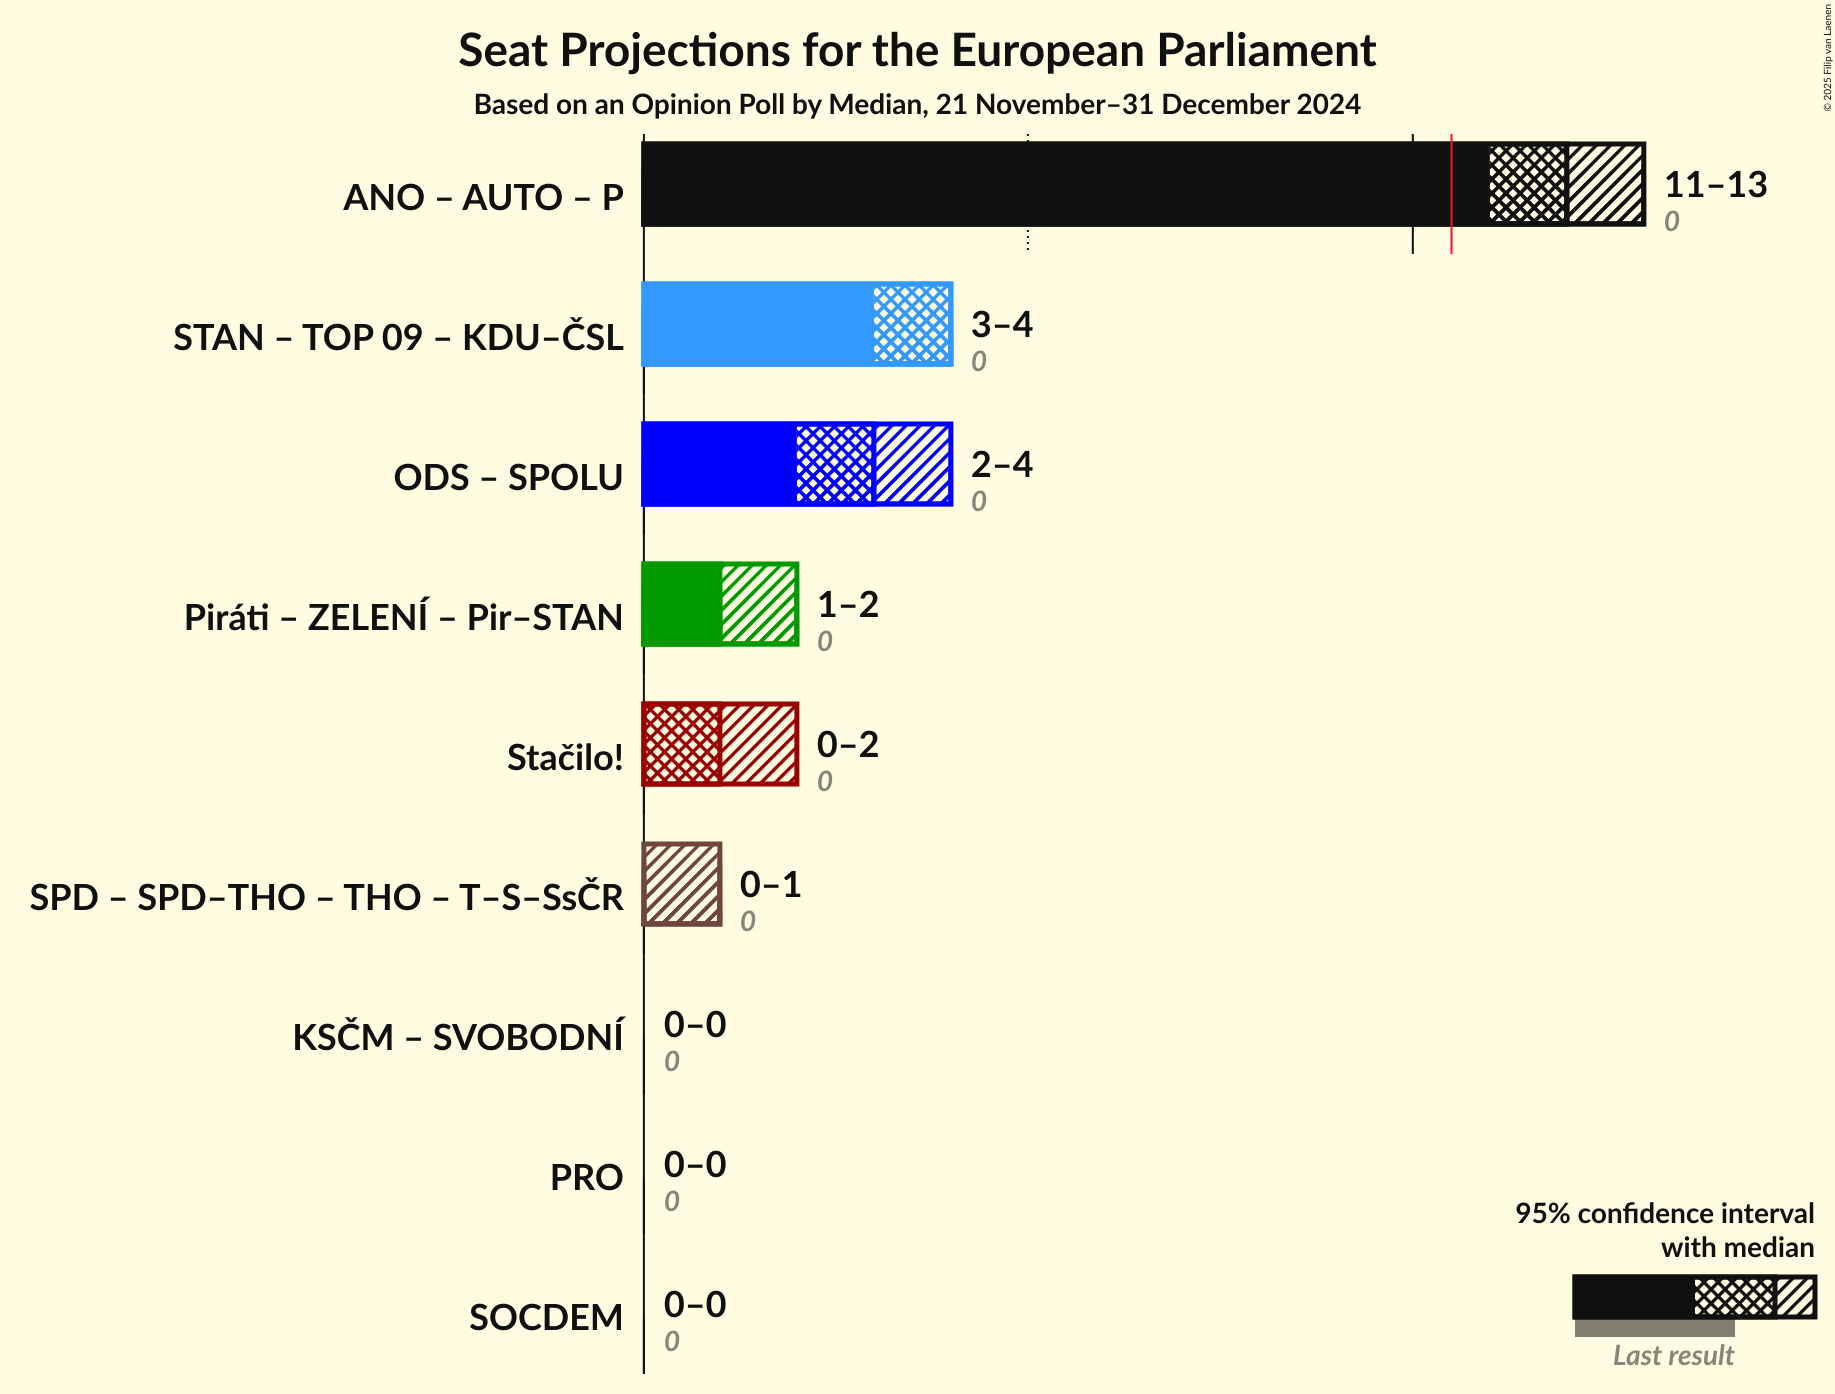 Seat Projections for the European Parliament
Based on an Opinion Poll by Median, 21 November–31 December 2024
© 2025 Filip van Laenen
ANO – AUTO – P
11–13
0
STAN – TOP 09 – KDU–ČSL
3–4
0
ODS – SPOLU
2–4
0
Piráti – ZELENÍ – Pir–STAN
1–2
0
Stačilo!
0–2
0
SPD – SPD–THO – THO – T–S–SsČR
0–1
0
KSČM – SVOBODNÍ
0–0
0
PRO
0–0
0
SOCDEM
0–0
0
95% confidence interval
with median
Last result